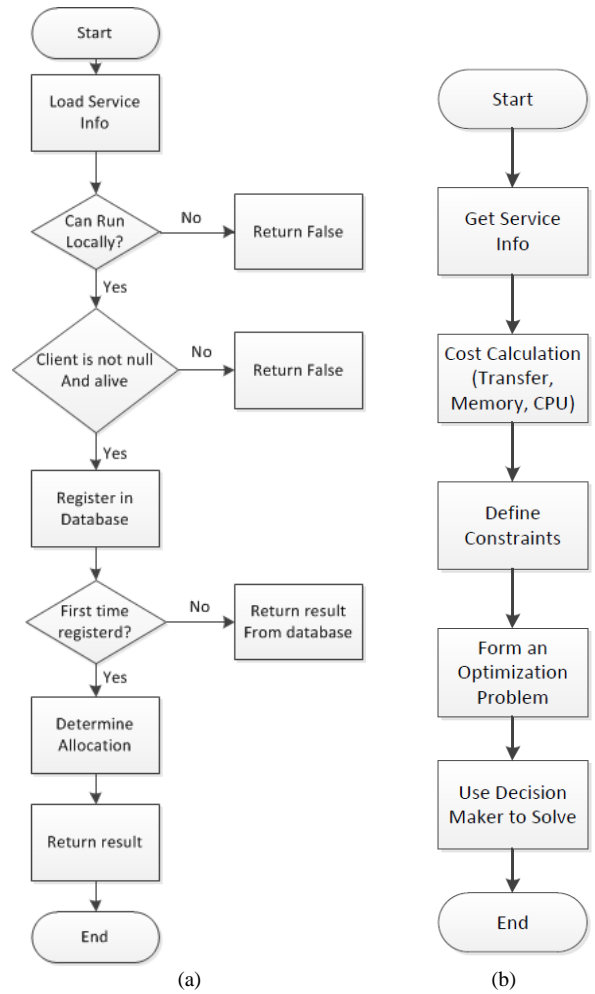 Start
Load Service
Info
Can Run
Locally?
No
Return False
Yes
Client is not null
And alive
No
Return False
Yes
Register in
Database
First time
registerd?
No
Return result
From database
Yes
Determine
Allocation
Return result
End
(a)
Start
Get Service
Info
Cost Calculation
(Transfer,
Memory, CPU)
Define
Constraints
Form an
Optimization
Problem
Use Decision
Maker to Solve
End
(b)